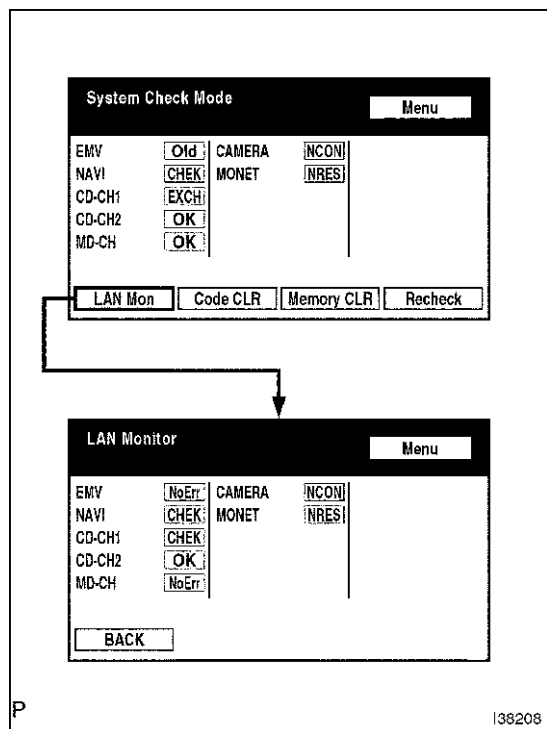 System Check Mode
Menu
EMV Old CAMERA NCON
NAVI CHEK MONET NRES
CD-CH1 EXCH
CD-CH2 OK
MD-CH OK
LAN Mon Code CLR Memory CLR Recheck
LAN Monitor
Menu
EMV NoErr CAMERA NCON
NAVI CHEK MONET NRES
CD-CH1 CHEK
CD-CH2 OK
MD-CH NoErr
BACK
P
I38208